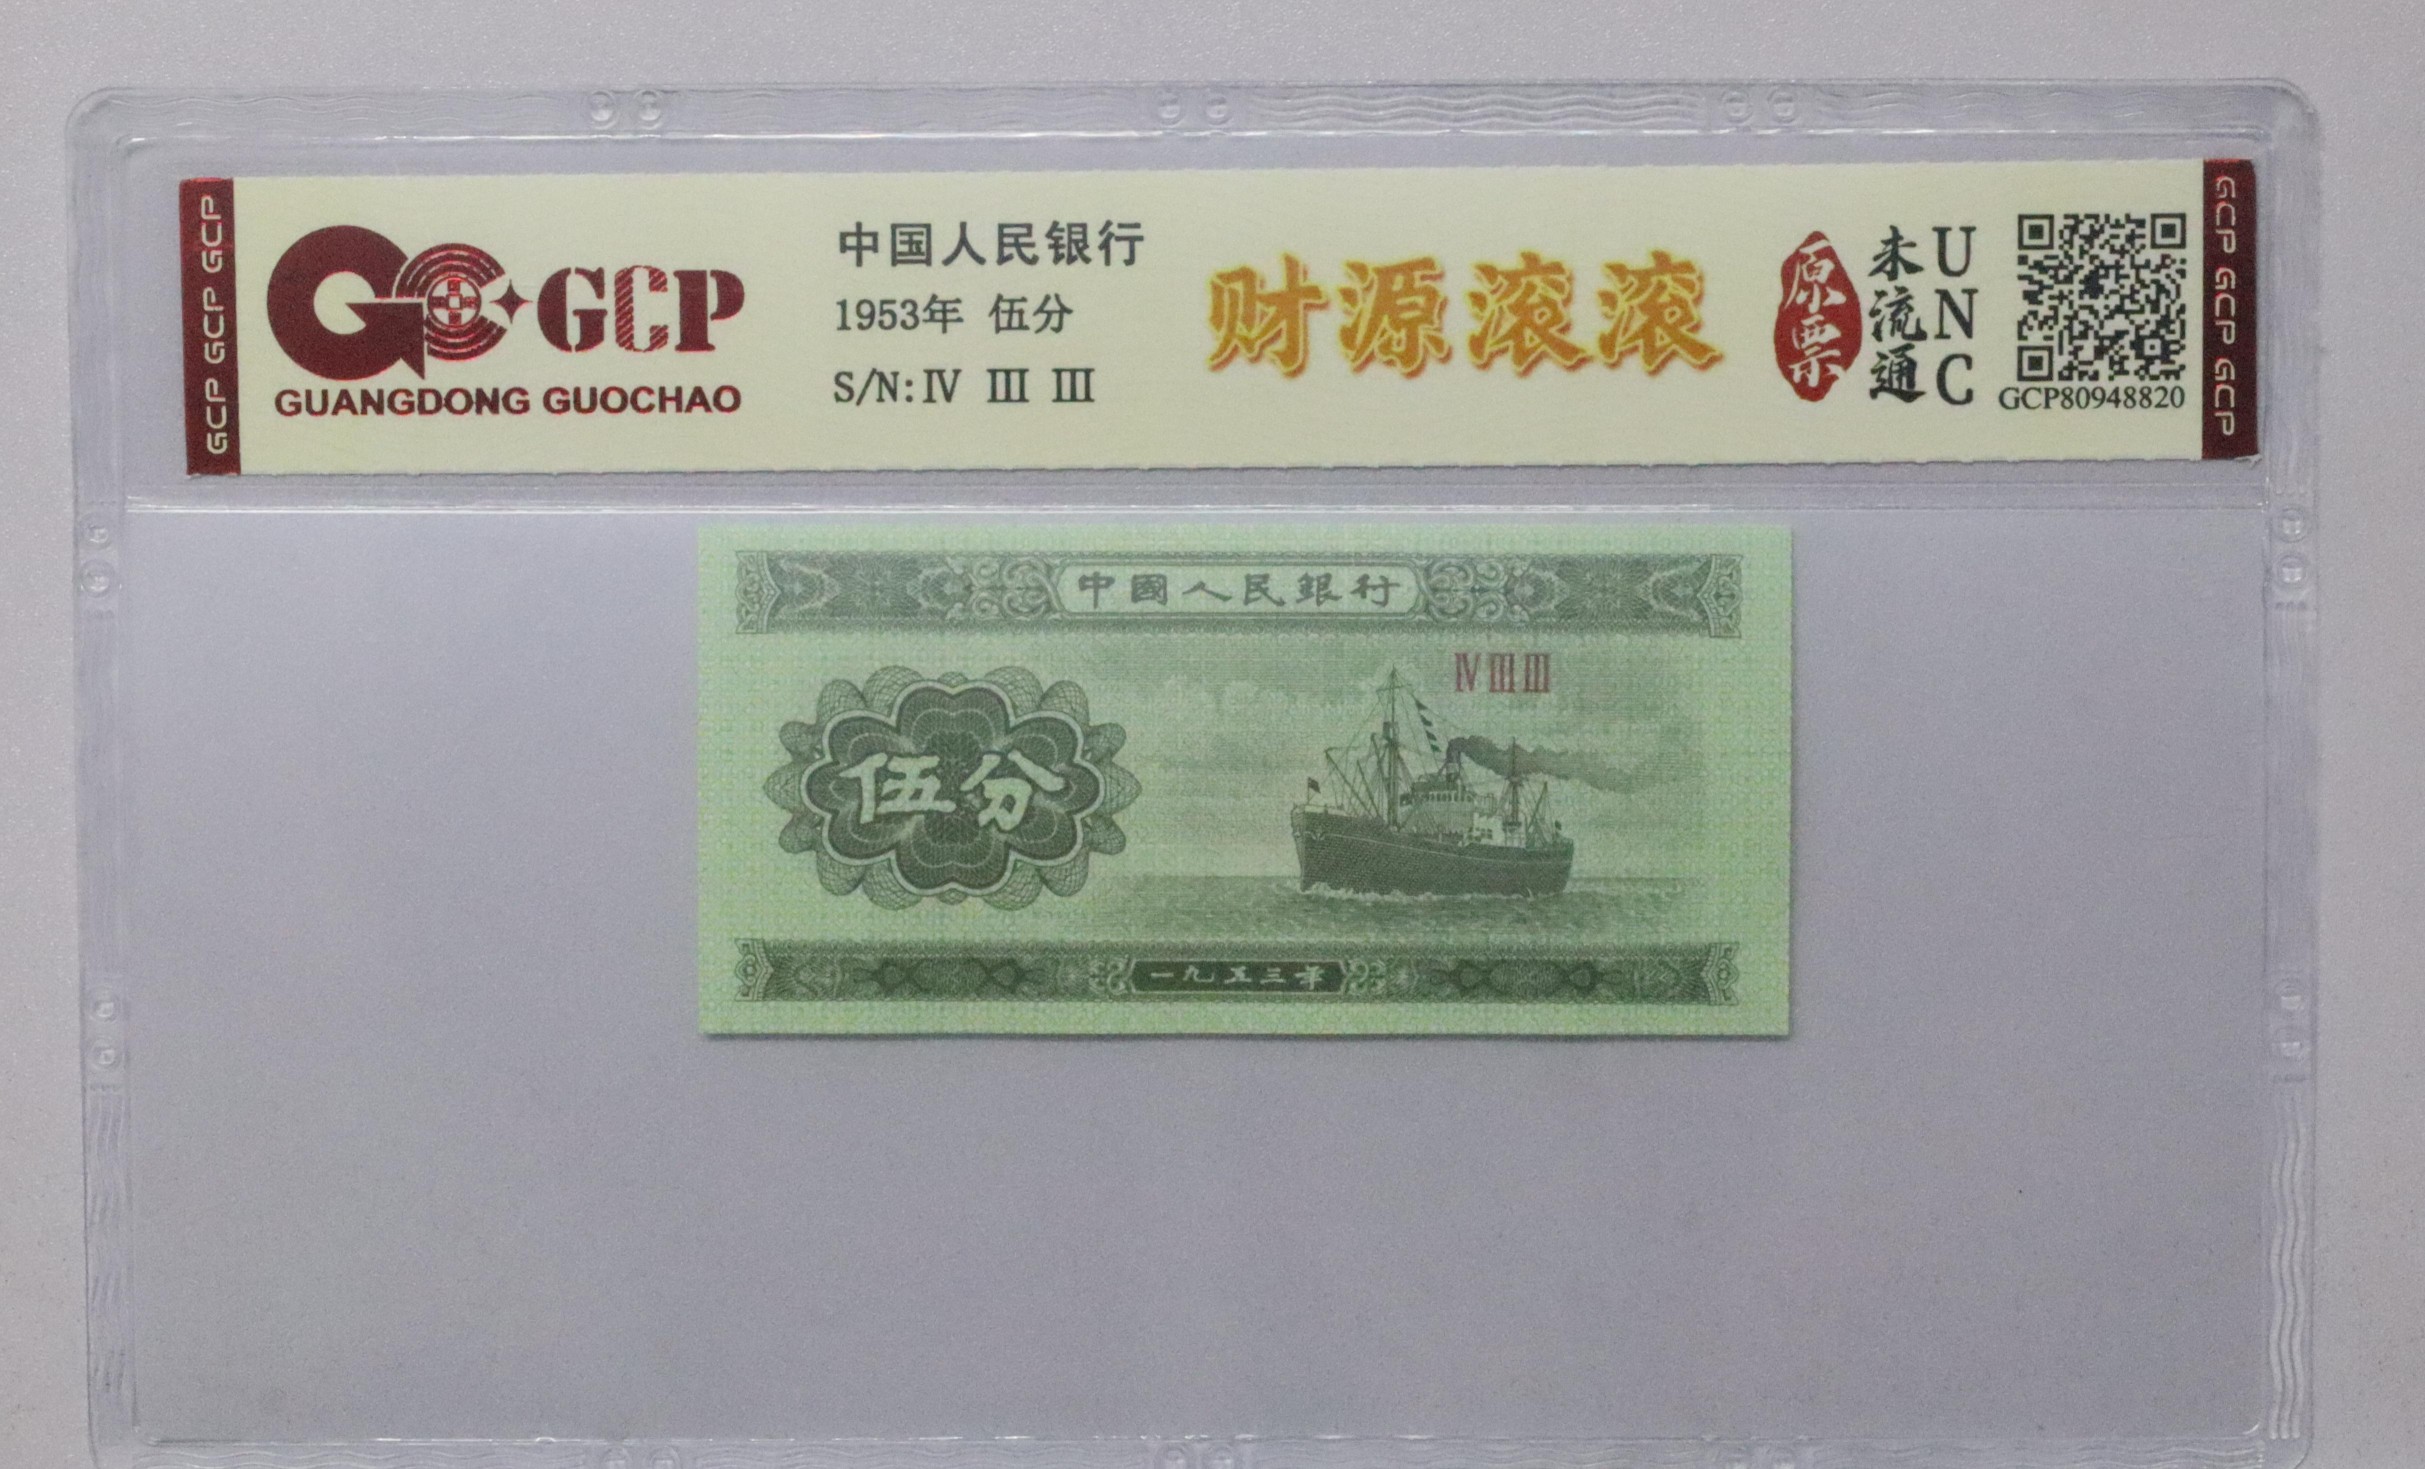 GCP GCP GCP
GCP
GUANGDONG GUOCHAO
中国人民银行
1953年 伍分
S/N:Ⅳ Ⅲ Ⅲ
财源滚滚
原票
未流通
UNC
GCP80948820
GCP GCP GCP
中國人民銀行
Ⅳ Ⅲ Ⅲ
伍分
一九五三年